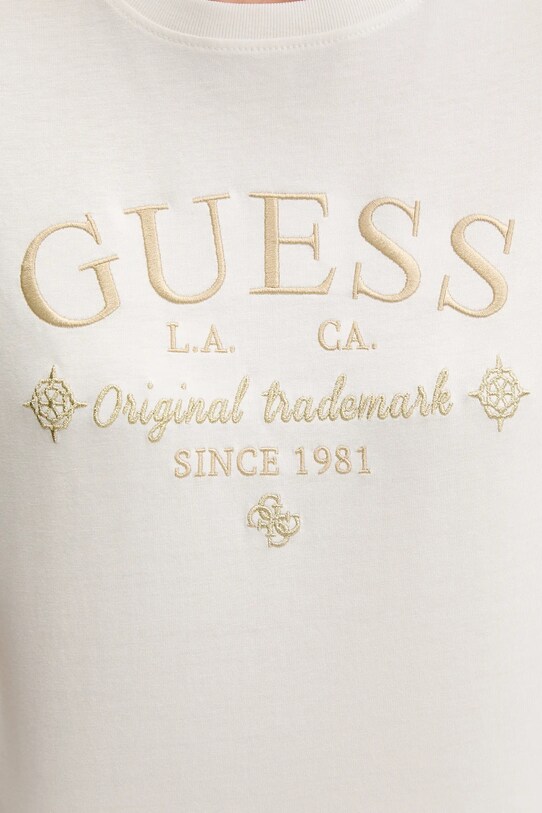 GUESS
L.A. CA.
Original trademark
SINCE 1981